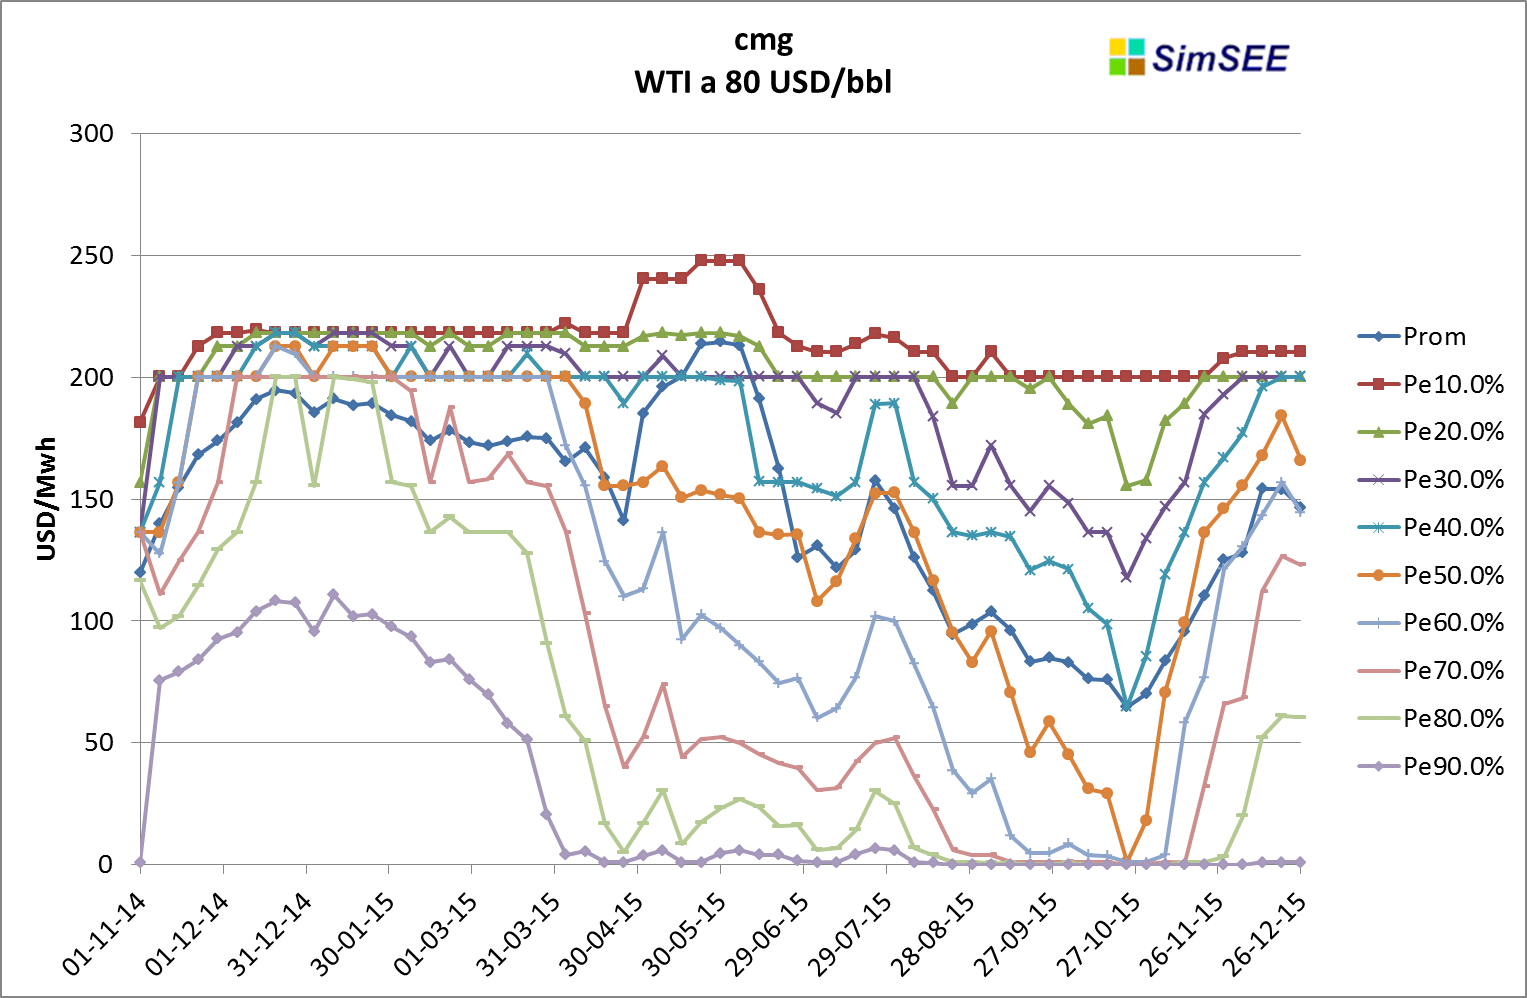 cmg
WTI a 80 USD/bbl
SimSEE
USD/Mwh
300
250
200
150
100
50
0
01-11-14
01-12-14
31-12-14
30-01-15
01-03-15
31-03-15
30-04-15
30-05-15
29-06-15
29-07-15
28-08-15
27-09-15
27-10-15
26-11-15
26-12-15
Prom
Pe10.0%
Pe20.0%
Pe30.0%
Pe40.0%
Pe50.0%
Pe60.0%
Pe70.0%
Pe80.0%
Pe90.0%